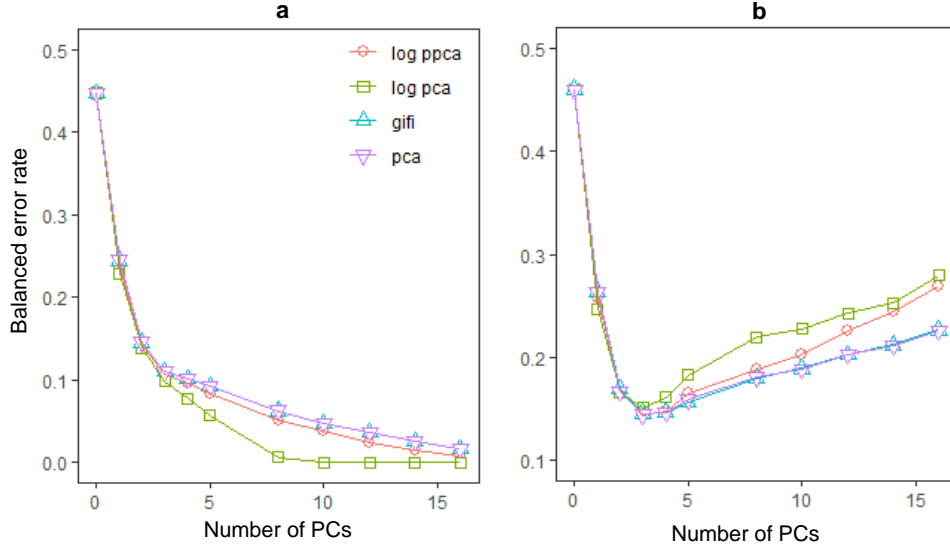 a
b
0.5
0.4
0.3
0.2
0.1
0.0
0.5
0.4
0.3
0.2
0.1
log ppca
log pca
gifi
pca
Balanced error rate
0 5 10 15
0 5 10 15
Number of PCs
Number of PCs